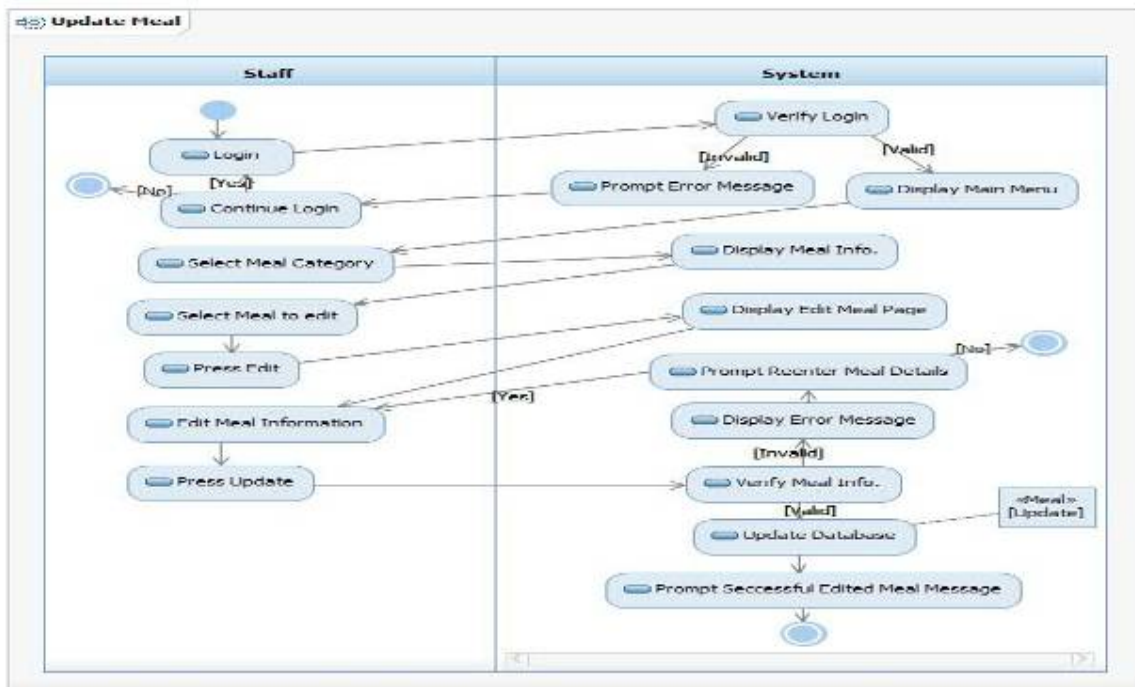 Update Meal
Staff
System
Verify Login
Login
[Invalid]
[Valid]
[No]
[Yes]
Prompt Error Message
Display Main Menu
Continue Login
Select Meal Category
Display Meal Info.
Select Meal to edit
Display Edit Meal Page
[No]
Press Edit
Prompt Reenter Meal Details
[Yes]
Edit Meal Information
Display Error Message
[Invalid]
Press Update
Verify Meal Info.
«Meal»
[Update]
[Valid]
Update Database
Prompt Seccessful Edited Meal Message